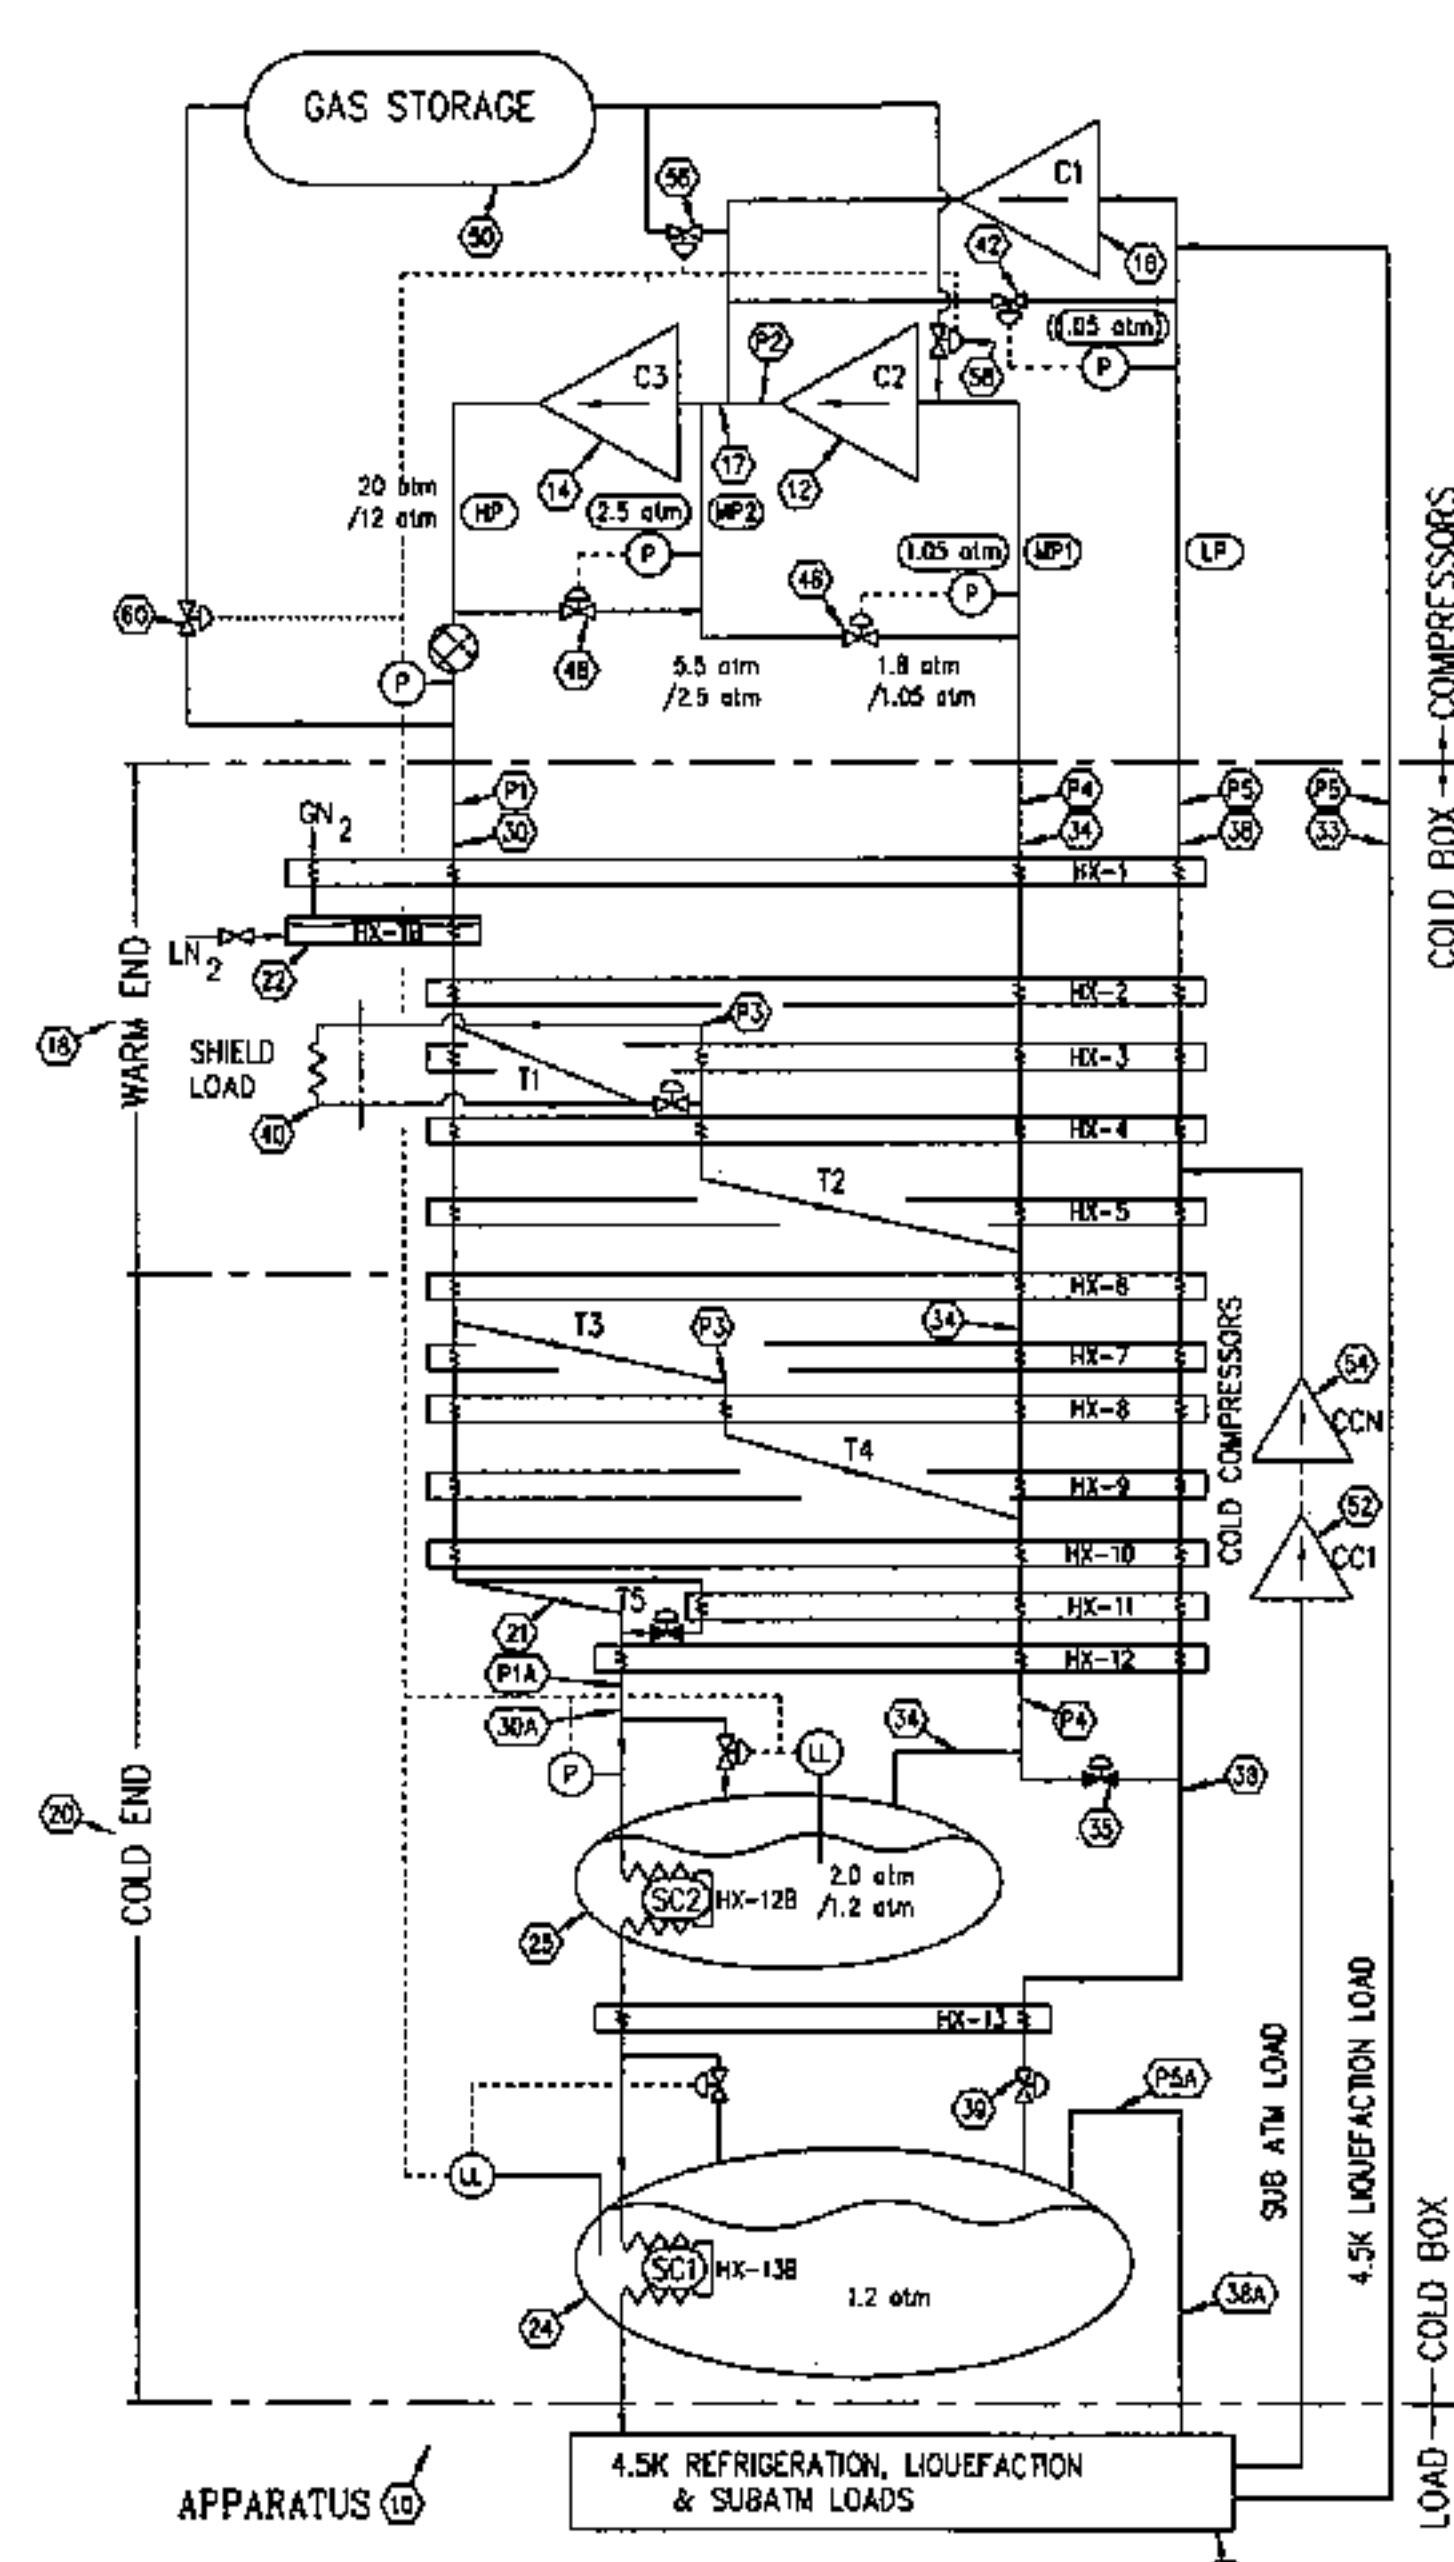 GAS STORAGE
C1
56
50
42
16
(1.05 atm)
P
P2
C3
C2
58
20 atm
/12 atm
HP
14
2.5 atm
MP2
17
12
P
1.05 atm
MP1
LP
46
P
60
48
P
5.5 atm
/2.5 atm
1.8 atm
/1.05 atm
COLD BOX
COMPRESSORS
P1
P4
P5
P5
GN2
30
34
38
33
HX-1
LN2
HX-1B
22
WARM END
HX-2
18
SHIELD
LOAD
P3
HX-3
T1
40
HX-4
T2
HX-5
HX-6
T3
P3
34
HX-7
COLD COMPRESSORS
54
HX-8
CCN
T4
HX-9
52
HX-10
CC1
T5
HX-11
21
HX-12
P1A
30A
34
P4
LL
P
38
35
COLD END
20
2.0 atm
/1.2 atm
SC2
HX-12B
25
HX-13
SUB ATM LOAD
4.5K LIQUEFACTION LOAD
P5A
39
LL
SC1
HX-13B
1.2 atm
38A
24
LOAD
COLD BOX
4.5K REFRIGERATION, LIQUEFACTION
& SUBATM LOADS
APPARATUS 10